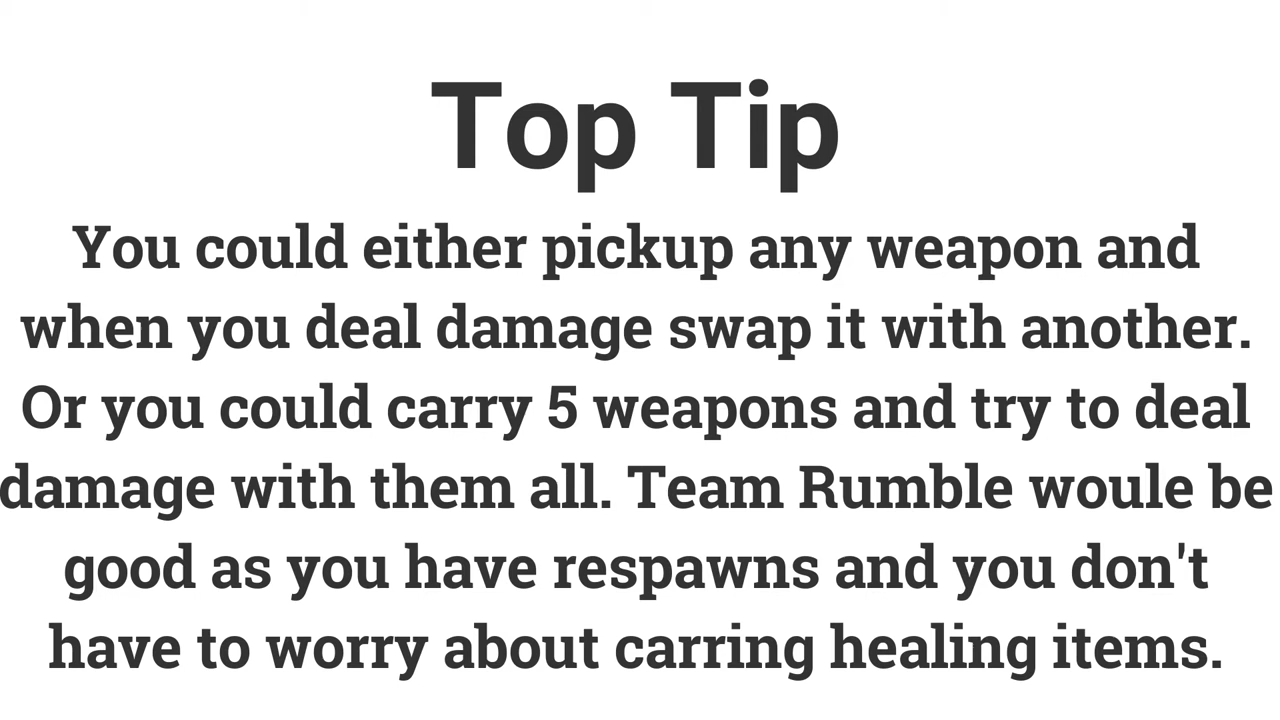 Top Tip
You could either pickup any weapon and
when you deal damage swap it with another.
Or you could carry 5 weapons and try to deal
damage with them all. Team Rumble woule be
good as you have respawns and you don't
have to worry about carring healing items.